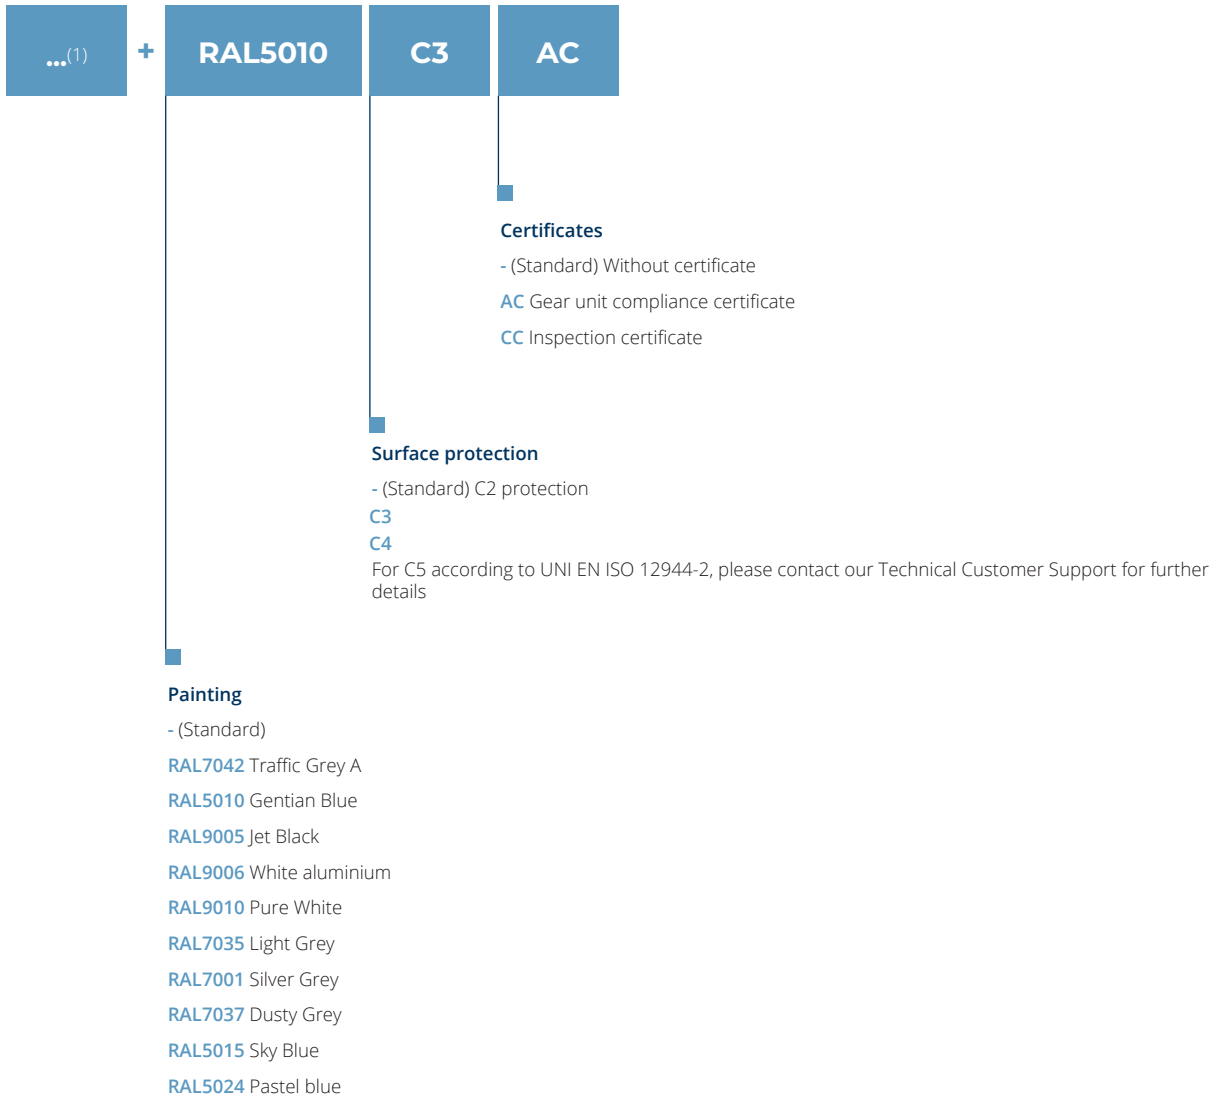 ...(1) + RAL5010 C3 AC
Certificates
- (Standard) Without certificate
AC Gear unit compliance certificate
CC Inspection certificate
Surface protection
- (Standard) C2 protection
C3
C4
For C5 according to UNI EN ISO 12944-2, please contact our Technical Customer Support for further
details
Painting
- (Standard)
RAL7042 Traffic Grey A
RAL5010 Gentian Blue
RAL9005 Jet Black
RAL9006 White aluminium
RAL9010 Pure White
RAL7035 Light Grey
RAL7001 Silver Grey
RAL7037 Dusty Grey
RAL5015 Sky Blue
RAL5024 Pastel blue